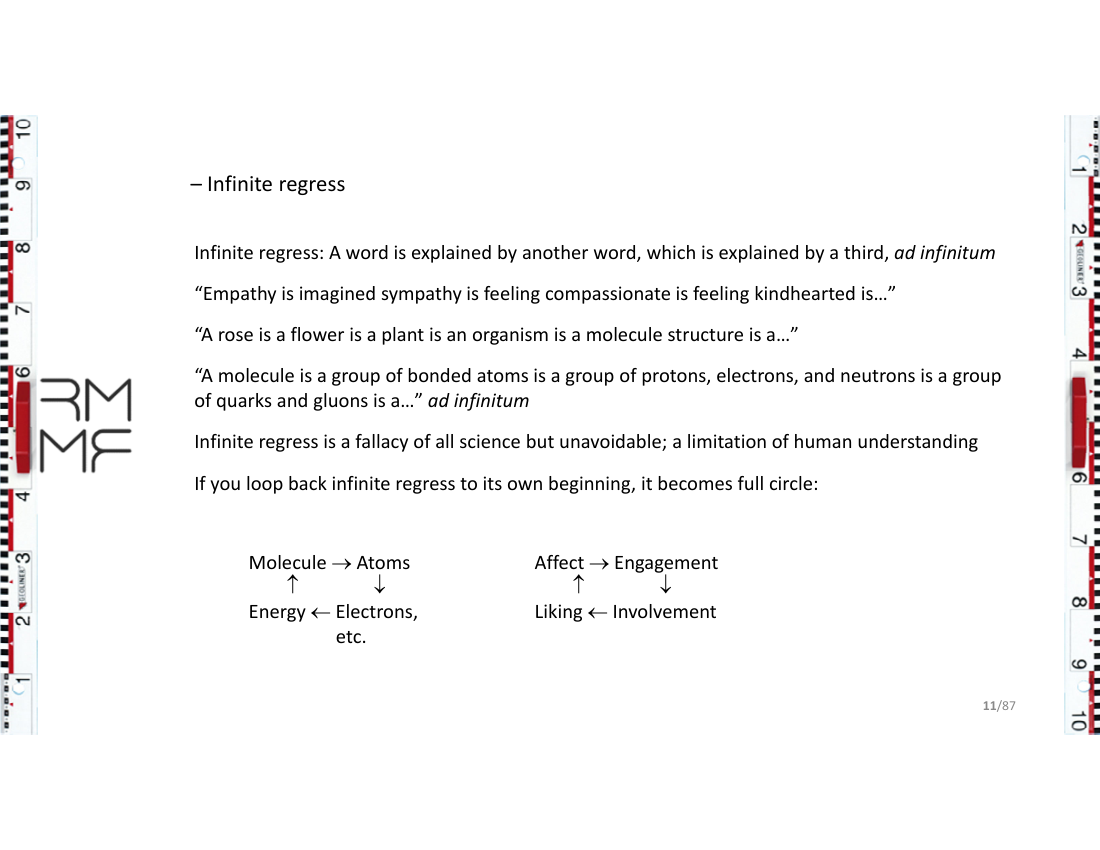 – Infinite regress
Infinite regress: A word is explained by another word, which is explained by a third, ad infinitum
“Empathy is imagined sympathy is feeling compassionate is feeling kindhearted is…”
“A rose is a flower is a plant is an organism is a molecule structure is a…”
“A molecule is a group of bonded atoms is a group of protons, electrons, and neutrons is a group
of quarks and gluons is a…” ad infinitum
Infinite regress is a fallacy of all science but unavoidable; a limitation of human understanding
If you loop back infinite regress to its own beginning, it becomes full circle:
Molecule → Atoms
↑ ↓
Energy ← Electrons,
etc.
Affect → Engagement
↑ ↓
Liking ← Involvement
11/87
RM
MF
10
9
8
7
6
4
3
GEOLINER
2
1
1
2
GEOLINER
3
4
6
7
8
9
10